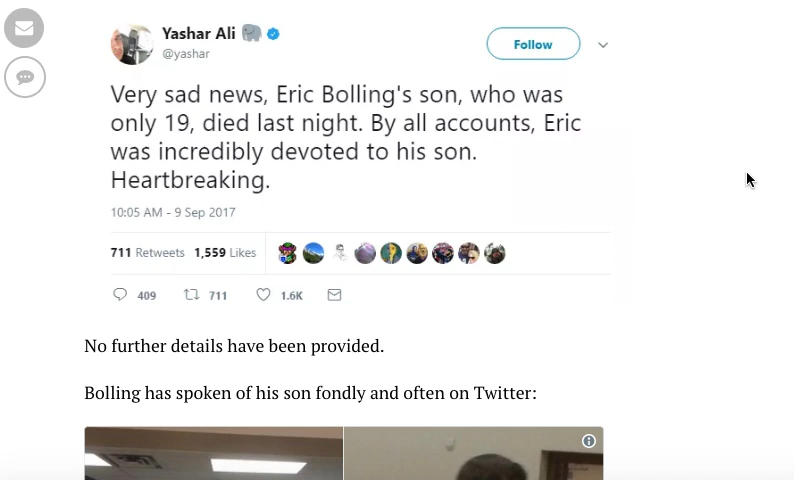 Yashar Ali
@yashar
Follow
Very sad news, Eric Bolling's son, who was
only 19, died last night. By all accounts, Eric
was incredibly devoted to his son.
Heartbreaking.
10:05 AM - 9 Sep 2017
711 Retweets 1,559 Likes
409 711 1.6K
No further details have been provided.
Bolling has spoken of his son fondly and often on Twitter: